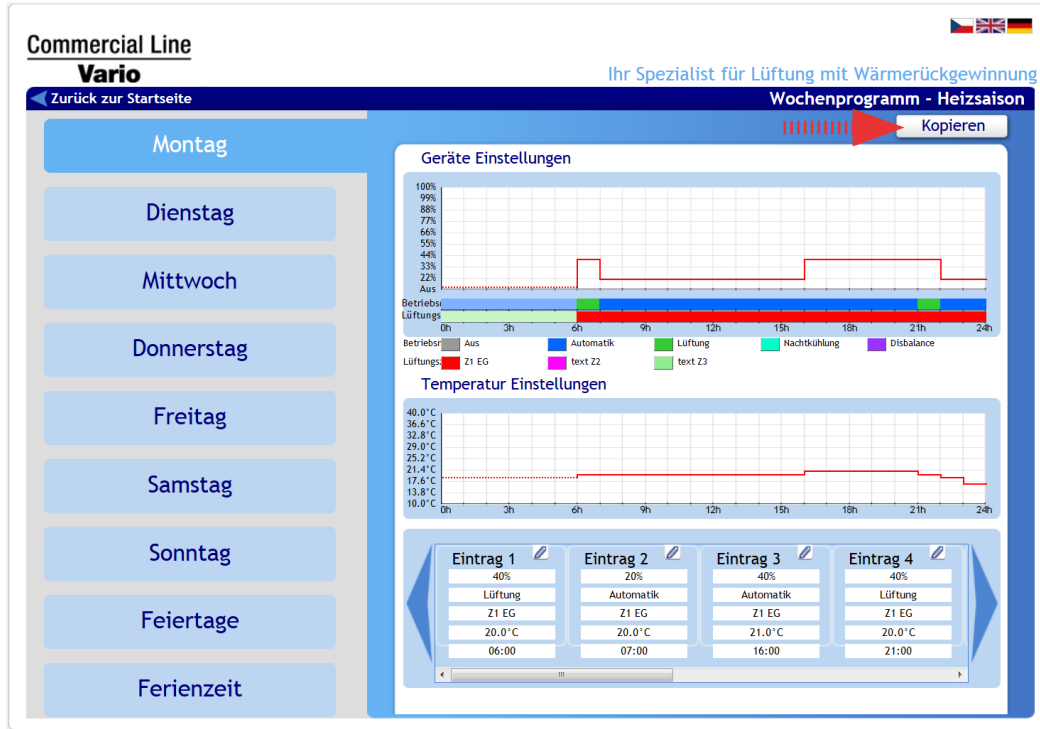 Commercial Line
Vario
Ihr Spezialist für Lüftung mit Wärmerückgewinnung
Zurück zur Startseite
Wochenprogramm - Heizsaison
Kopieren
Montag
Dienstag
Mittwoch
Donnerstag
Freitag
Samstag
Sonntag
Feiertage
Ferienzeit
Geräte Einstellungen
100%
99%
88%
77%
66%
55%
44%
33%
22%
Aus
Betriebsr
Lüftungs
0h 3h 6h 9h 12h 15h 18h 21h 24h
Betriebsr Aus Automatik Lüftung Nachtkühlung Disbalance
Lüftungs: Z1 EG text Z2 text Z3
Temperatur Einstellungen
40.0°C
36.6°C
32.8°C
29.0°C
25.2°C
21.4°C
17.6°C
13.8°C
10.0°C
0h 3h 6h 9h 12h 15h 18h 21h 24h
Eintrag 1 Eintrag 2 Eintrag 3 Eintrag 4
40% 20% 40% 40%
Lüftung Automatik Automatik Lüftung
Z1 EG Z1 EG Z1 EG Z1 EG
20.0°C 20.0°C 21.0°C 20.0°C
06:00 07:00 16:00 21:00